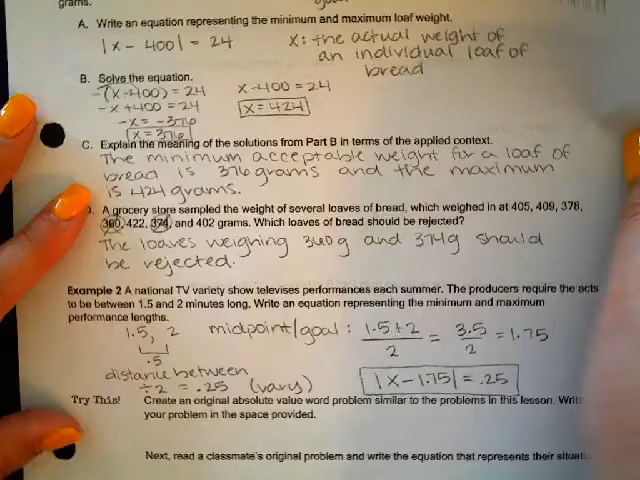 grams.
A. Write an equation representing the minimum and maximum loaf weight.
|x - 400| = 24
x: the actual weight of
an individual loaf of
bread
B. Solve the equation.
-(x-400) = 24
x-400 = 24
-x + 400 = 24
x = 424
-x = -376
x = 376
C. Explain the meaning of the solutions from Part B in terms of the applied context.
The minimum acceptable weight for a loaf of
bread is 376 grams and the maximum
is 424 grams.
A grocery store sampled the weight of several loaves of bread, which weighed in at 405, 409, 378,
360, 422, 374, and 402 grams. Which loaves of bread should be rejected?
The loaves weighing 360g and 374g should
be rejected.
Example 2 A national TV variety show televises performances each summer. The producers require the acts
to be between 1.5 and 2 minutes long. Write an equation representing the minimum and maximum
performance lengths.
1.5, 2
.5
midpoint/goal: 1.5+2/2 = 3.5/2 = 1.75
distance between
÷2 = .25 (vary)
|x - 1.75| = .25
Try This! Create an original absolute value word problem similar to the problems in this lesson. Write
your problem in the space provided.
Next, read a classmate's original problem and write the equation that represents their